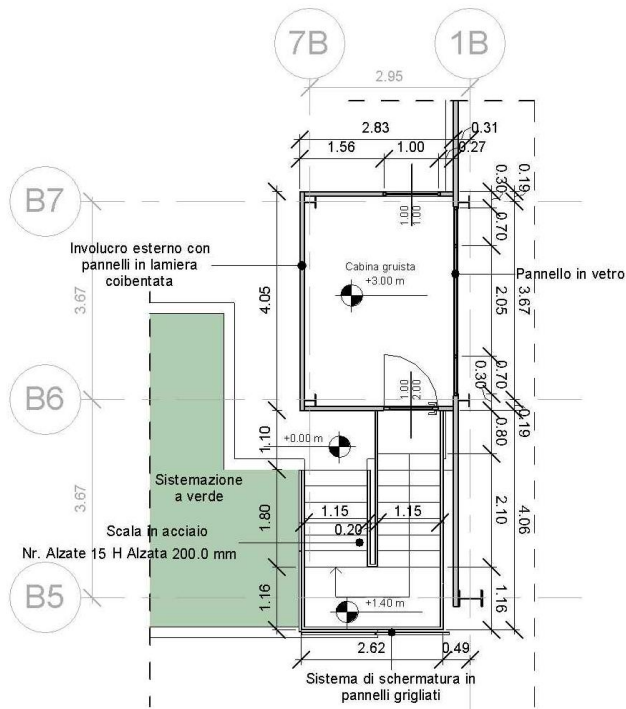 7B
1B
2.95
2.83
0.31
1.56
1.00
0.27
0.19
0.30
B7
0.70
1.00
1.00
Involucro esterno con
pannelli in lamiera
coibentata
Cabina gruista
+3.00 m
Pannello in vetro
3.67
4.05
2.05
3.67
0.70
1.00
2.00
0.30
B6
0.19
1.10
+0.00 m
0.80
Sistemazione
a verde
3.67
1.80
1.15
1.15
2.10
4.06
Scala in acciaio
0.20
Nr. Alzate 15 H Alzata 200.0 mm
B5
1.16
+1.40 m
1.16
2.62
0.49
Sistema di schermatura in
pannelli grigliati